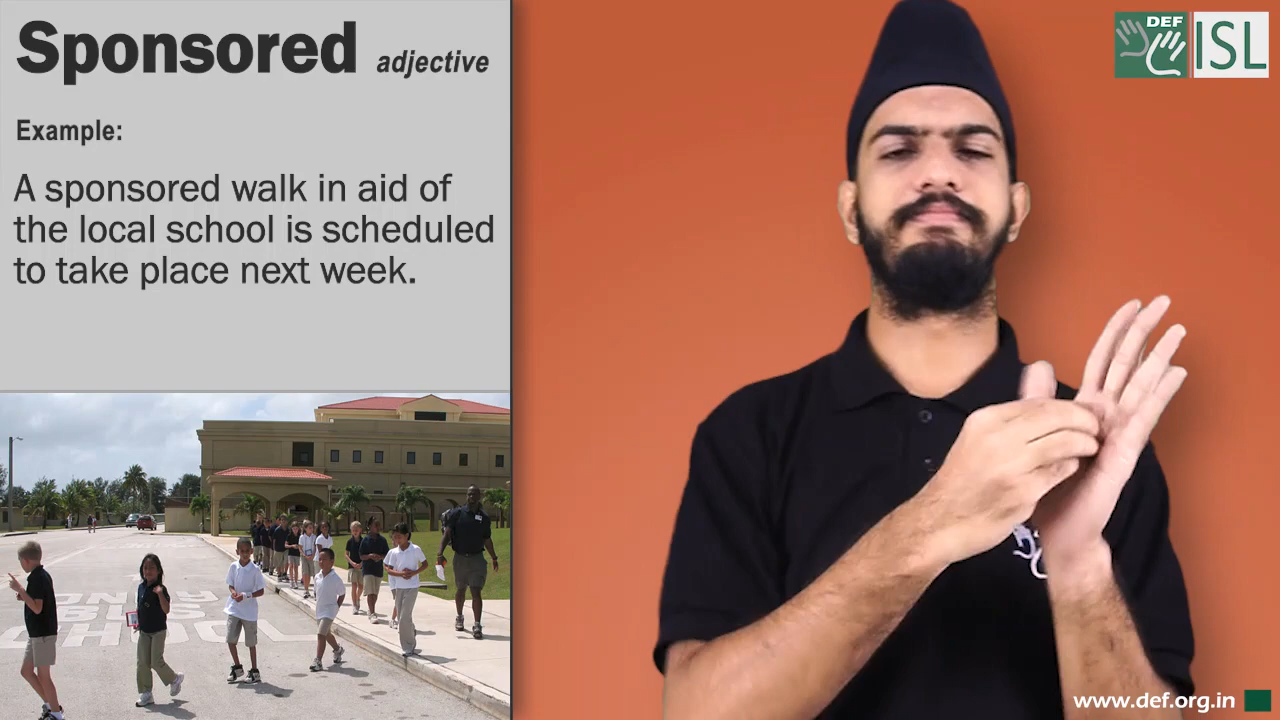 Sponsored adjective
Example:
A sponsored walk in aid of
the local school is scheduled
to take place next week.
DEF
ISL
www.def.org.in